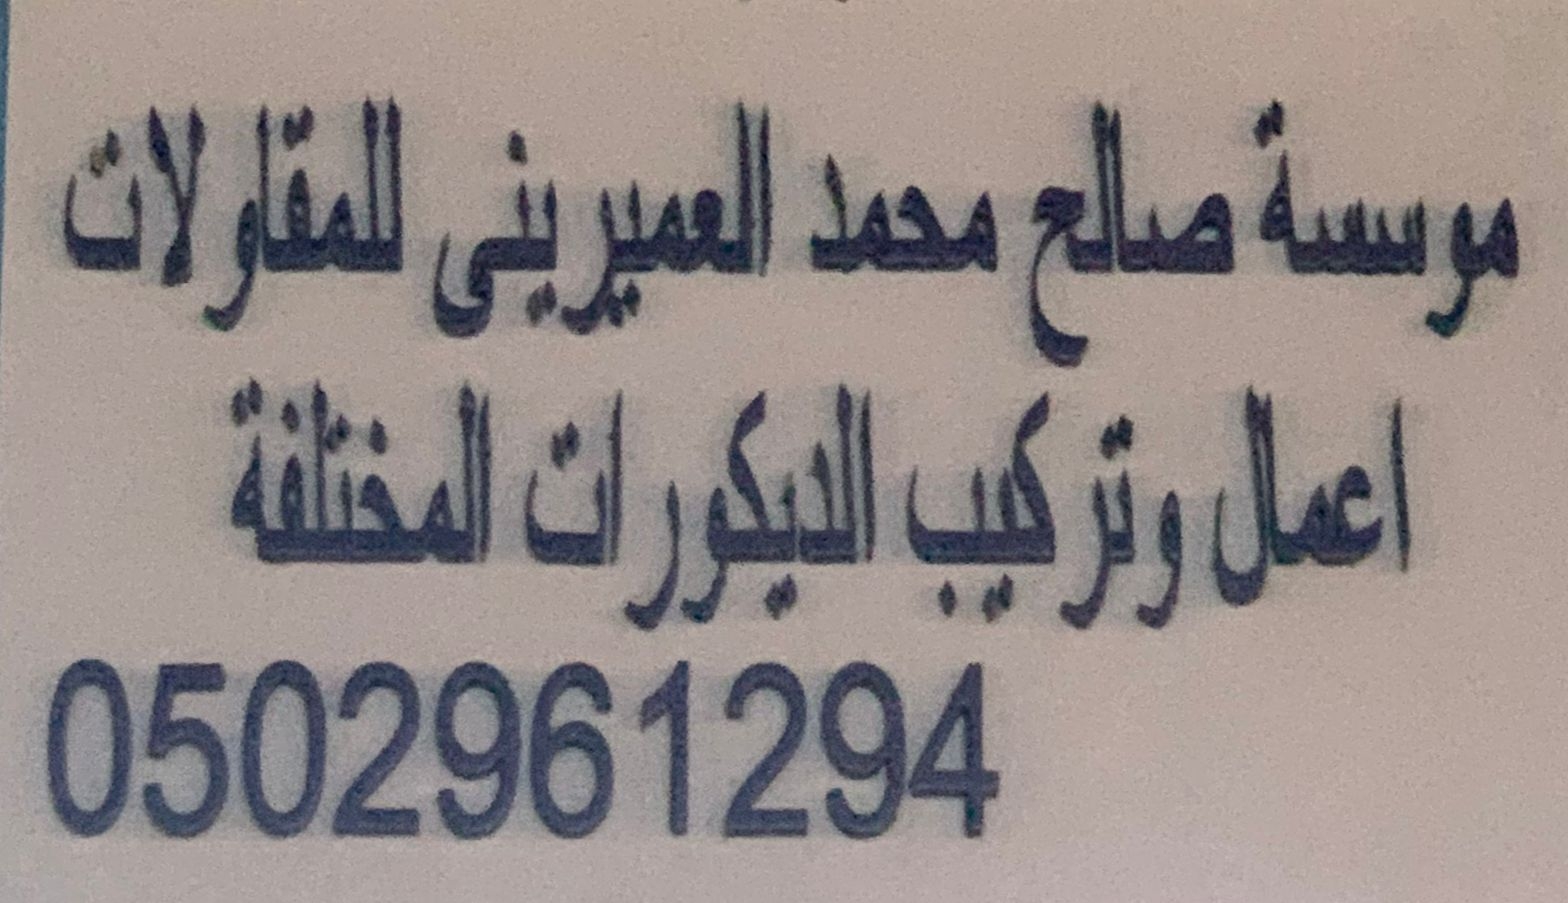 موسسة صالح محمد العميرينى للمقاولات
اعمال وتركيب الديكورات المختلفة
0502961294